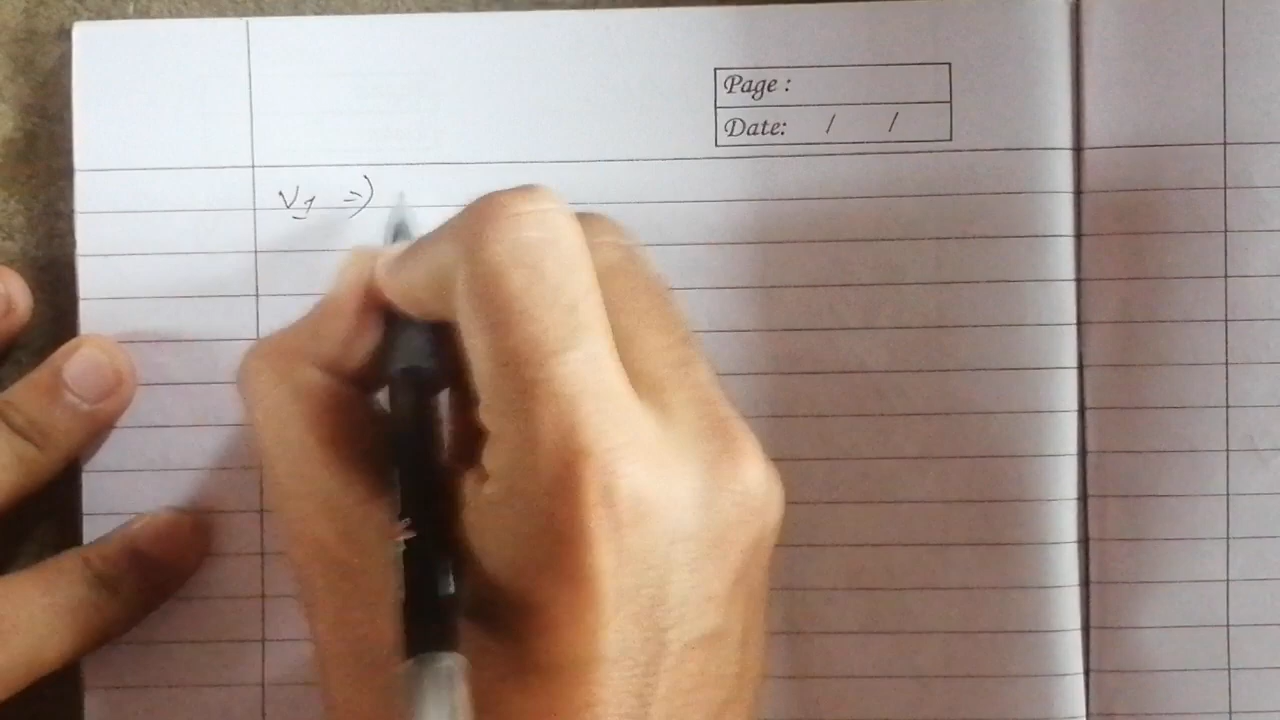 Page :
Date: / /
V1 =>